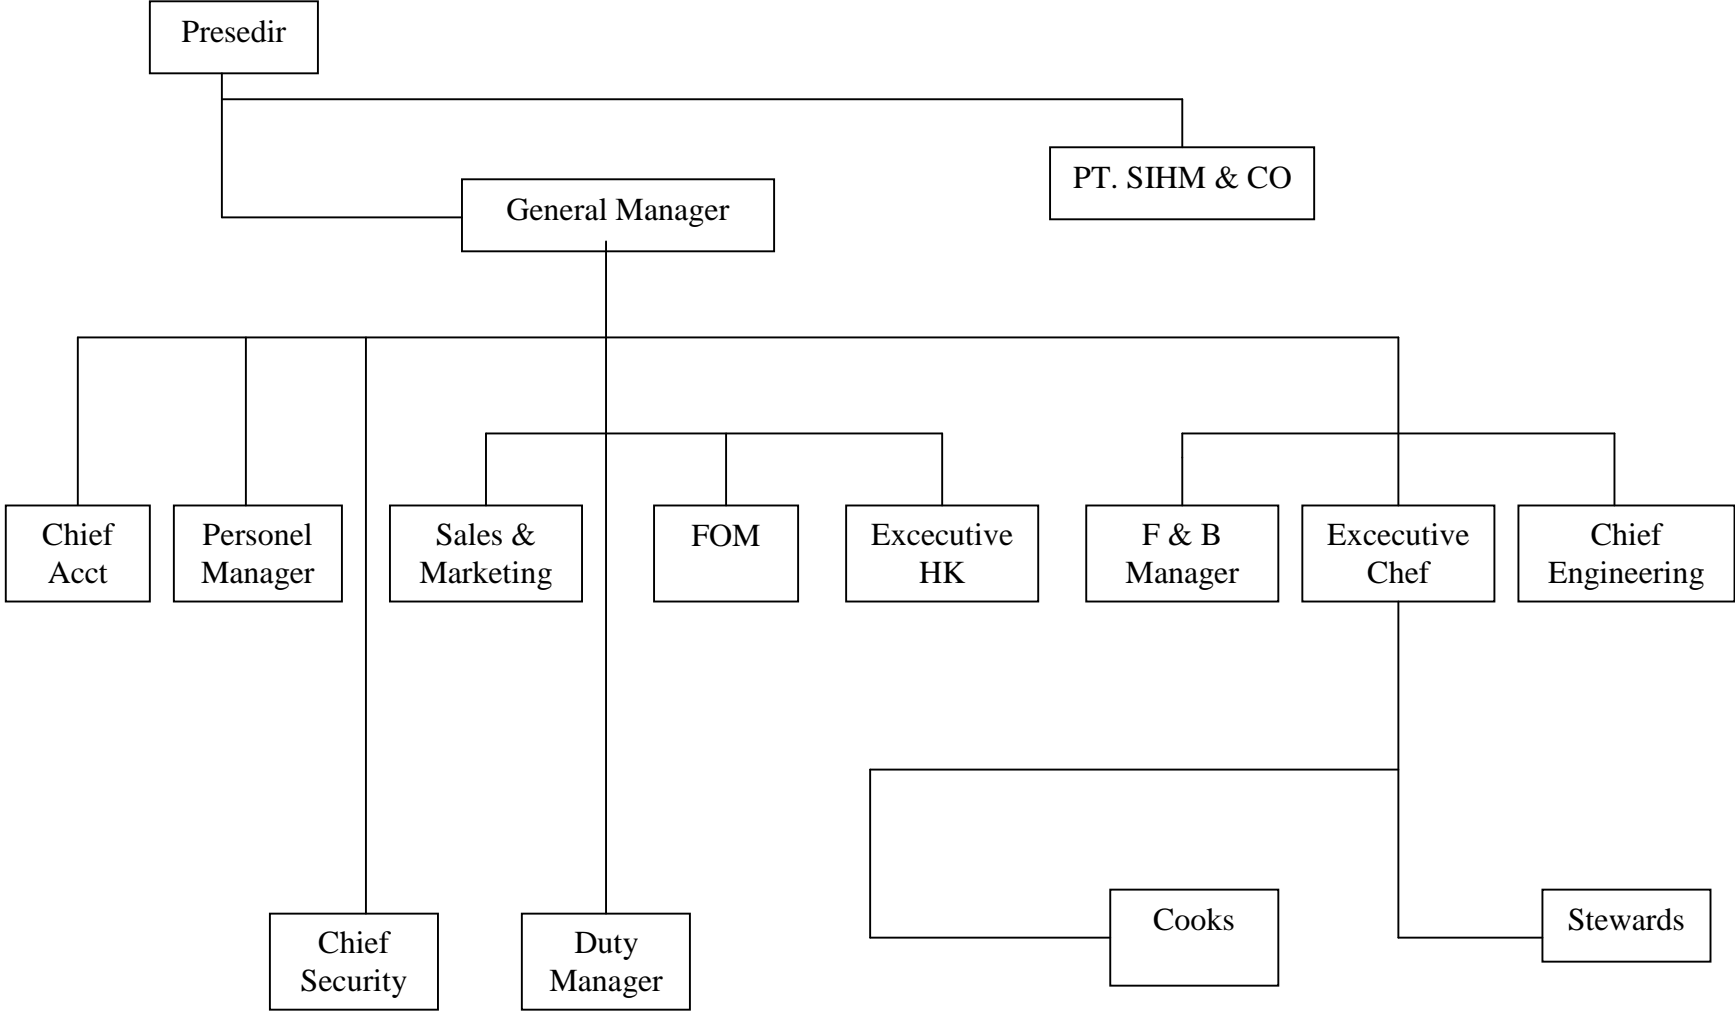 Presedir
PT. SIHM & CO
General Manager
Chief
Acct
Personel
Manager
Sales &
Marketing
FOM
Excecutive
HK
F & B
Manager
Excecutive
Chef
Chief
Engineering
Chief
Security
Duty
Manager
Cooks
Stewards